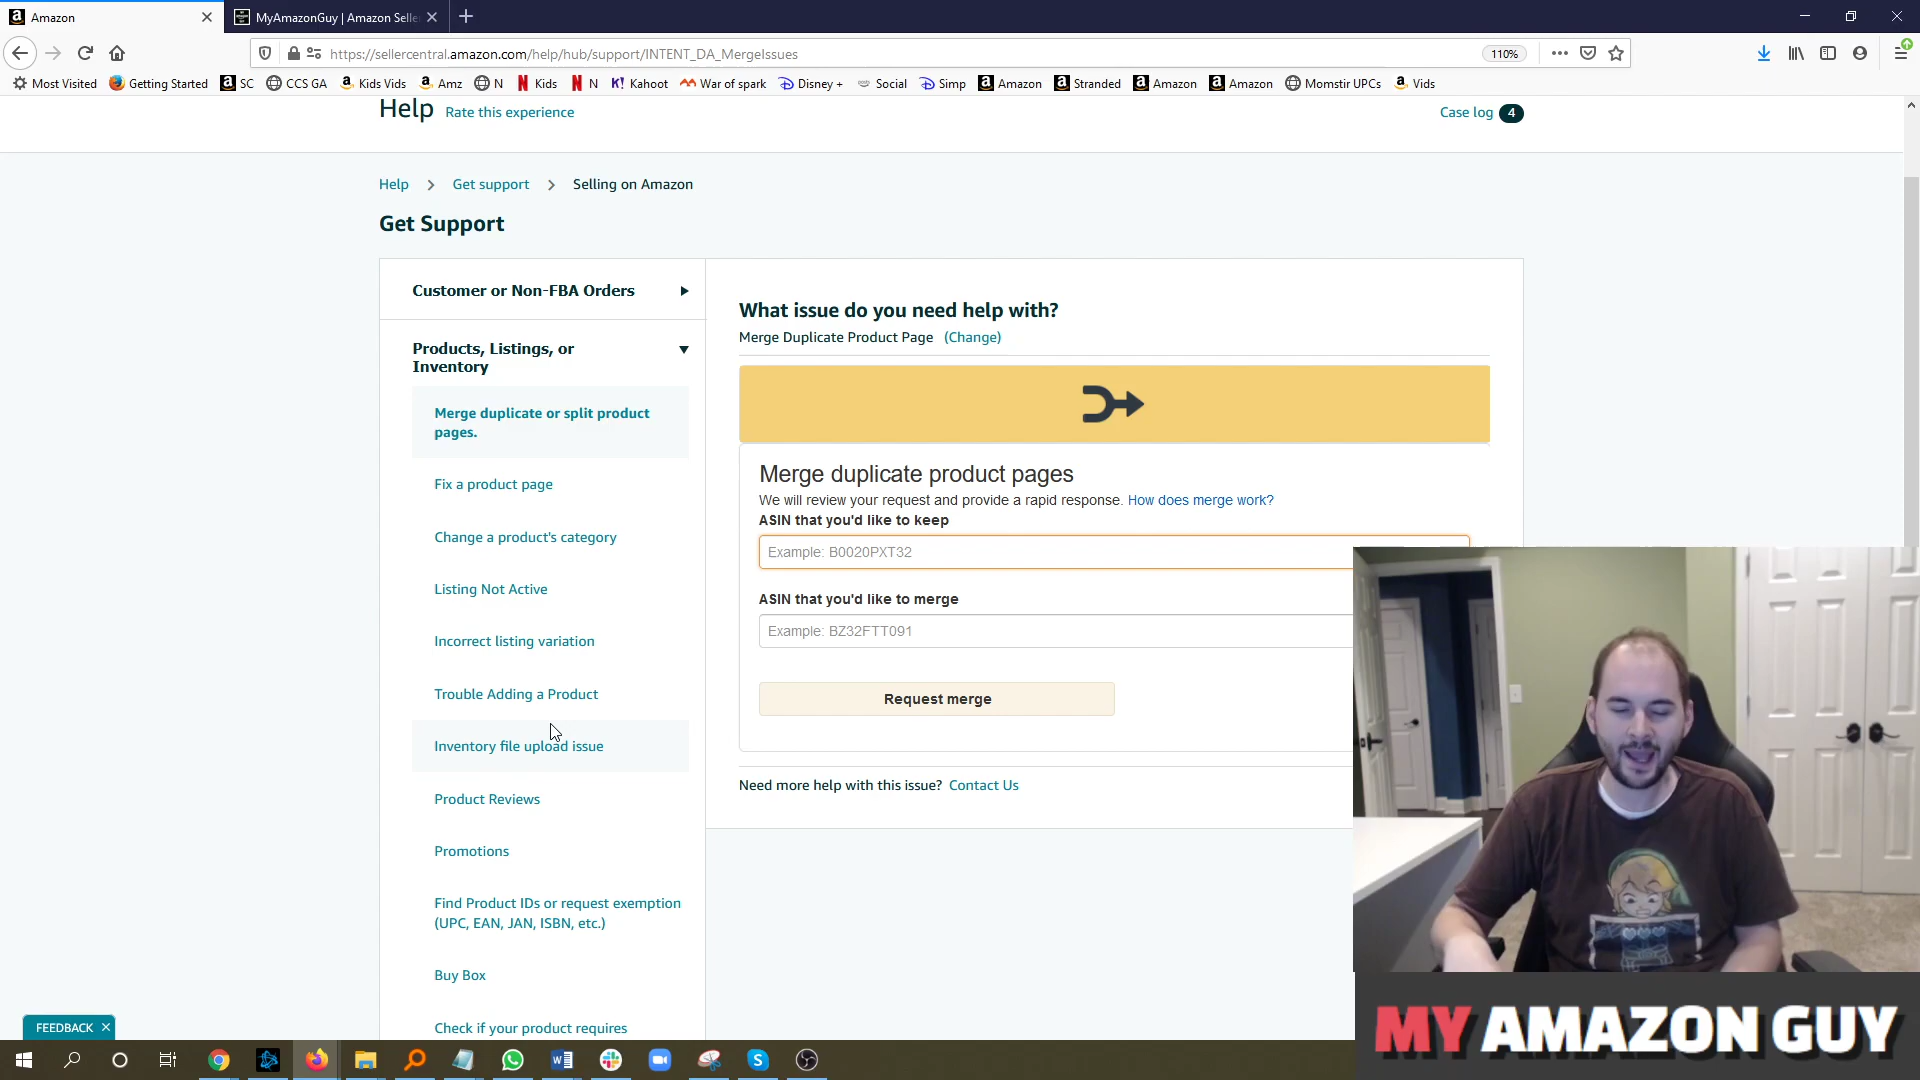 Amazon
MyAmazonGuy | Amazon Selle
https://sellercentral.amazon.com/help/hub/support/INTENT_DA_MergeIssues
110%
Most Visited Getting Started SC CCS GA Kids Vids Amz N Kids N Kahoot War of spark Disney + Social Simp Amazon Stranded Amazon Amazon Momstir UPCs Vids
Help Rate this experience
Case log 4
Help > Get support > Selling on Amazon
Get Support
Customer or Non-FBA Orders
Products, Listings, or
Inventory
Merge duplicate or split product
pages.
Fix a product page
Change a product's category
Listing Not Active
Incorrect listing variation
Trouble Adding a Product
Inventory file upload issue
Product Reviews
Promotions
Find Product IDs or request exemption
(UPC, EAN, JAN, ISBN, etc.)
Buy Box
Check if your product requires
What issue do you need help with?
Merge Duplicate Product Page (Change)
Merge duplicate product pages
We will review your request and provide a rapid response. How does merge work?
ASIN that you'd like to keep
Example: B0020PXT32
ASIN that you'd like to merge
Example: BZ32FTT091
Request merge
Need more help with this issue? Contact Us
FEEDBACK
MY AMAZON GUY